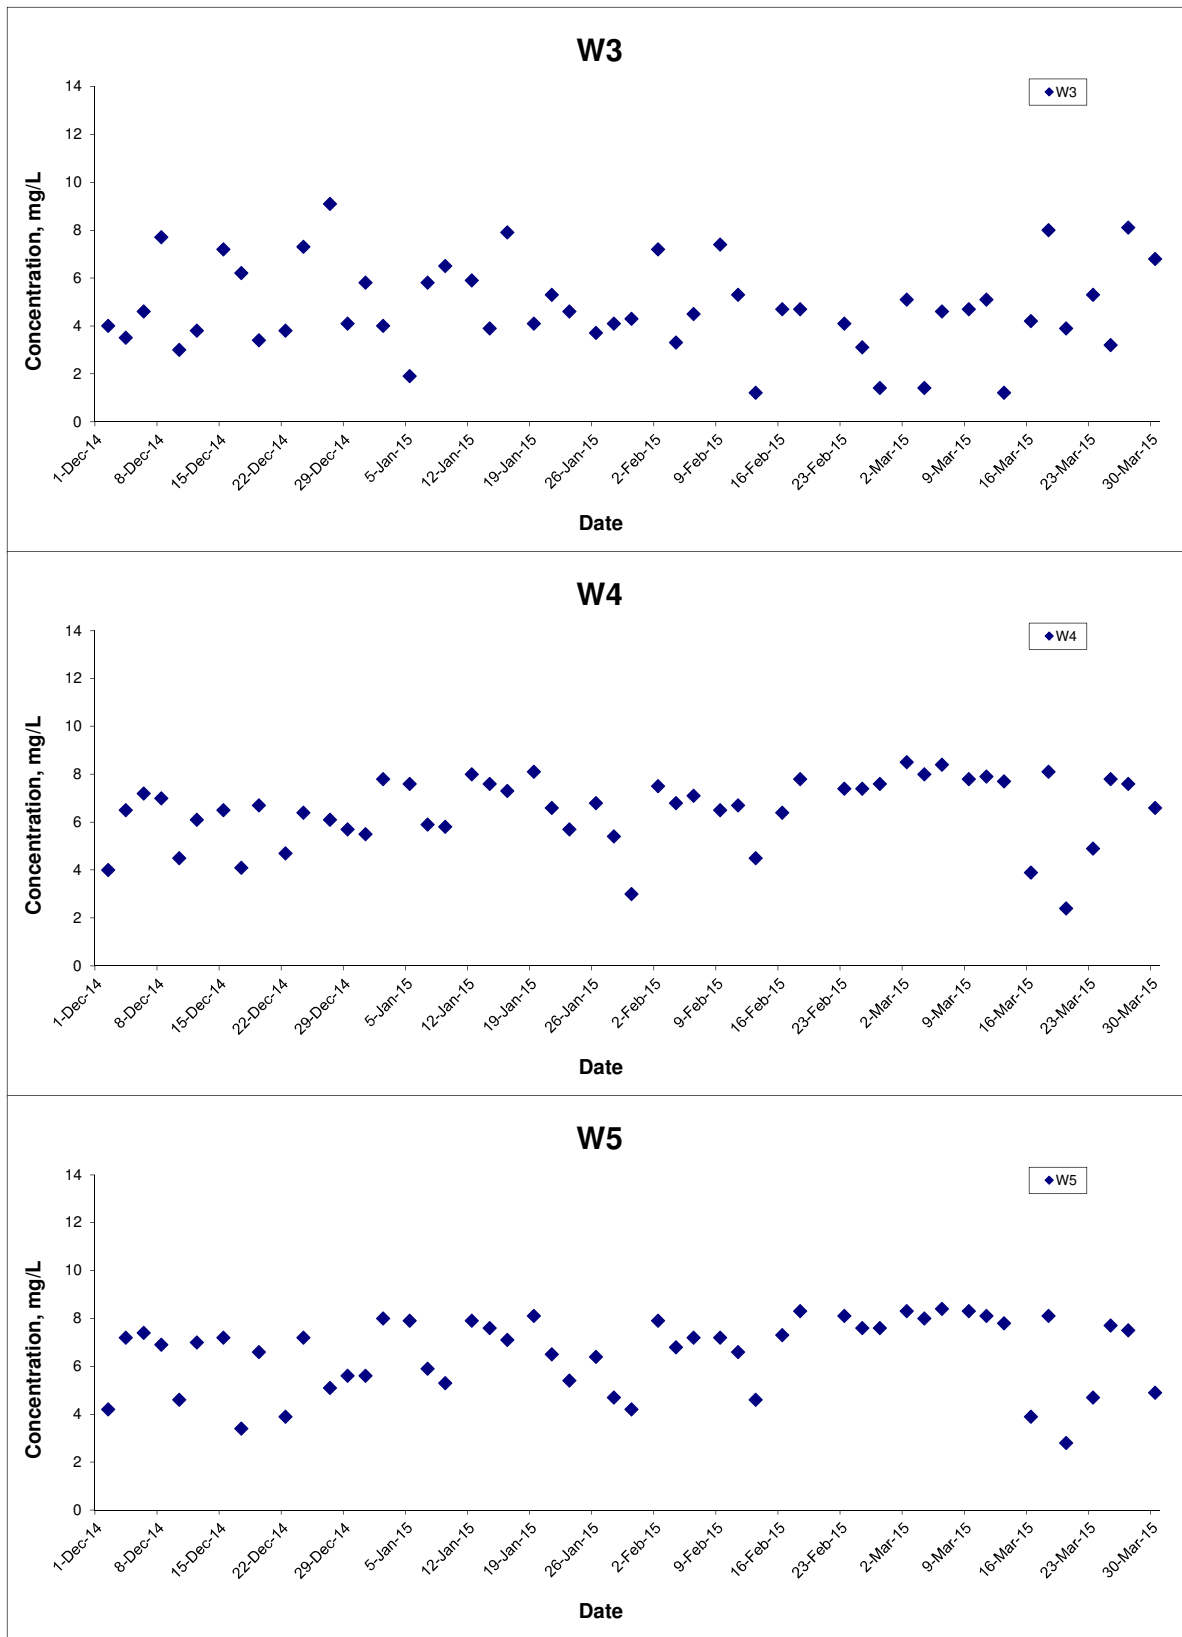 W3
W3
14
12
10
8
6
4
2
0
Concentration, mg/L
1-Dec-14
8-Dec-14
15-Dec-14
22-Dec-14
29-Dec-14
5-Jan-15
12-Jan-15
19-Jan-15
26-Jan-15
2-Feb-15
9-Feb-15
16-Feb-15
23-Feb-15
2-Mar-15
9-Mar-15
16-Mar-15
23-Mar-15
30-Mar-15
Date
W4
W4
14
12
10
8
6
4
2
0
Concentration, mg/L
1-Dec-14
8-Dec-14
15-Dec-14
22-Dec-14
29-Dec-14
5-Jan-15
12-Jan-15
19-Jan-15
26-Jan-15
2-Feb-15
9-Feb-15
16-Feb-15
23-Feb-15
2-Mar-15
9-Mar-15
16-Mar-15
23-Mar-15
30-Mar-15
Date
W5
W5
14
12
10
8
6
4
2
0
Concentration, mg/L
1-Dec-14
8-Dec-14
15-Dec-14
22-Dec-14
29-Dec-14
5-Jan-15
12-Jan-15
19-Jan-15
26-Jan-15
2-Feb-15
9-Feb-15
16-Feb-15
23-Feb-15
2-Mar-15
9-Mar-15
16-Mar-15
23-Mar-15
30-Mar-15
Date